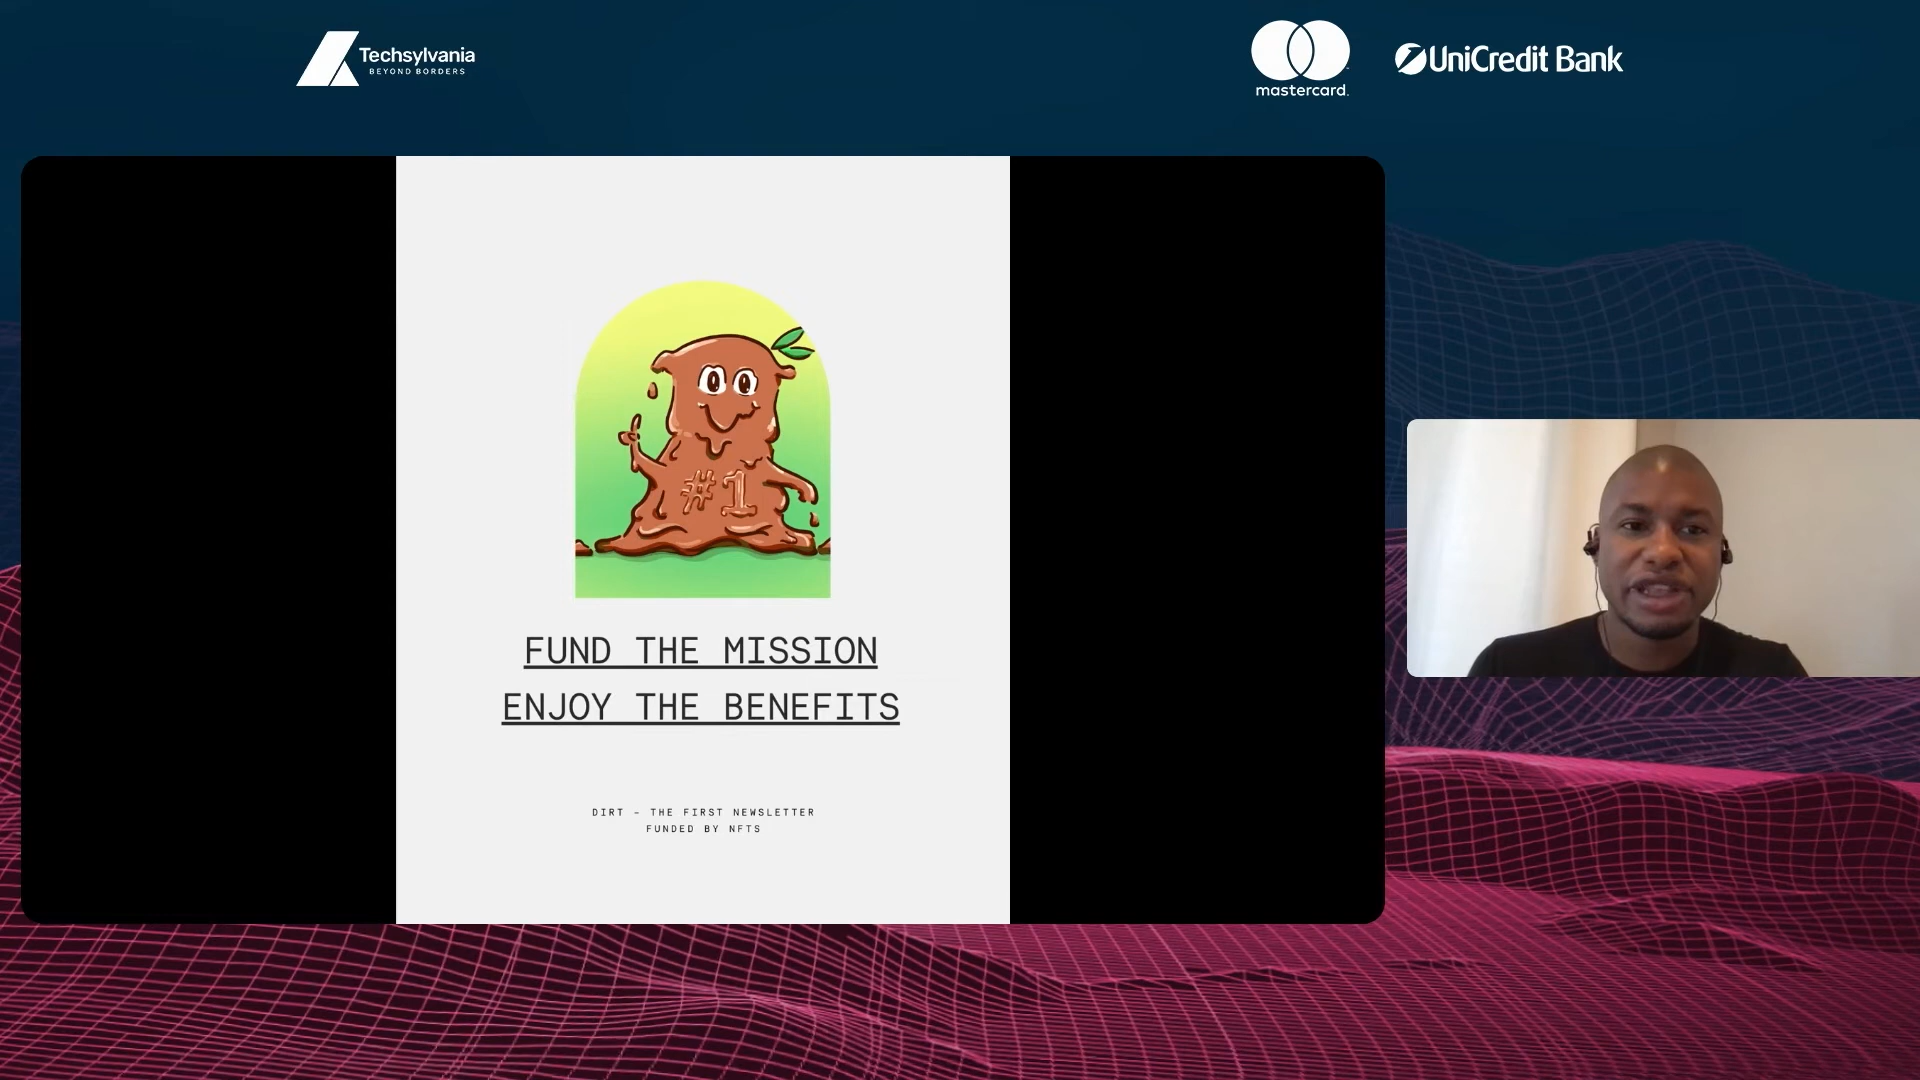 Techsylvania
BEYOND BORDERS
mastercard.
UniCredit Bank
#1
FUND THE MISSION
ENJOY THE BENEFITS
DIRT – THE FIRST NEWSLETTER
FUNDED BY NFTS